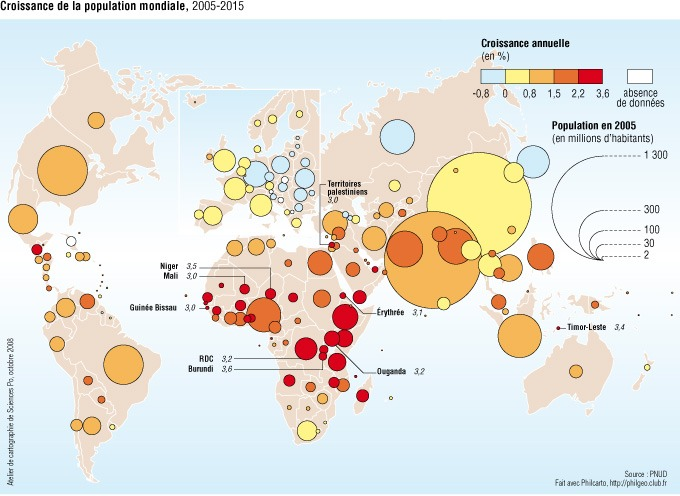 Croissance de la population mondiale, 2005-2015
Croissance annuelle
(en %)
-0,8 0 0,8 1,5 2,2 3,6
absence
de données
Population en 2005
(en millions d'habitants)
1 300
300
100
30
2
Territoires
palestiniens
3,0
Niger 3,5
Mali 3,0
Guinée Bissau 3,0
Érythrée 3,1
Timor-Leste 3,4
RDC 3,2
Burundi 3,6
Ouganda 3,2
Atelier de cartographie de Sciences Po, octobre 2008
Source : PNUD
Fait avec Philcarto, http://philgeo.club.fr